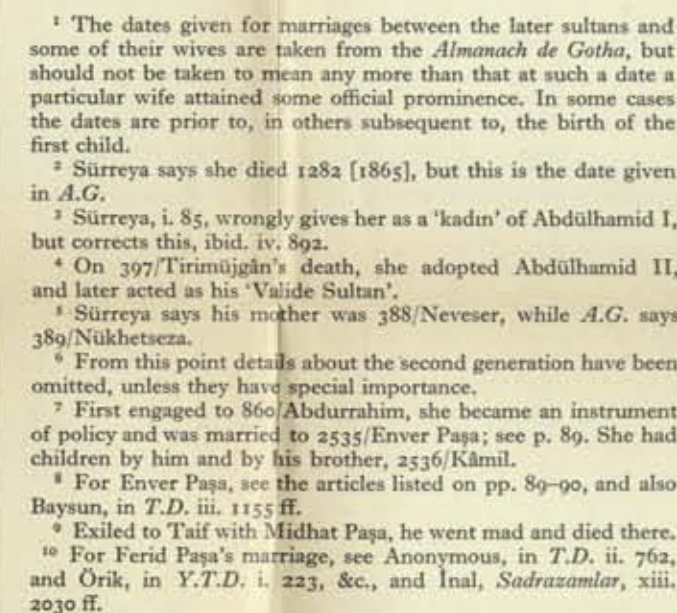 ¹ The dates given for marriages between the later sultans and
some of their wives are taken from the Almanach de Gotha, but
should not be taken to mean any more than that at such a date a
particular wife attained some official prominence. In some cases
the dates are prior to, in others subsequent to, the birth of the
first child.
² Sürreya says she died 1282 [1865], but this is the date given
in A.G.
³ Sürreya, i. 85, wrongly gives her as a 'kadın' of Abdülhamid I,
but corrects this, ibid. iv. 892.
⁴ On 397/Tirimüjgân's death, she adopted Abdülhamid II,
and later acted as his 'Valide Sultan'.
⁵ Sürreya says his mother was 388/Neveser, while A.G. says
389/Nükhetseza.
⁶ From this point details about the second generation have been
omitted, unless they have special importance.
⁷ First engaged to 860/Abdurrahim, she became an instrument
of policy and was married to 2535/Enver Paşa; see p. 89. She had
children by him and by his brother, 2536/Kâmil.
⁸ For Enver Paşa, see the articles listed on pp. 89–90, and also
Baysun, in T.D. iii. 1155 ff.
⁹ Exiled to Taif with Midhat Paşa, he went mad and died there.
¹⁰ For Ferid Paşa's marriage, see Anonymous, in T.D. ii. 762,
and Örik, in Y.T.D. i. 223, &c., and İnal, Sadrazamlar, xiii.
2030 ff.